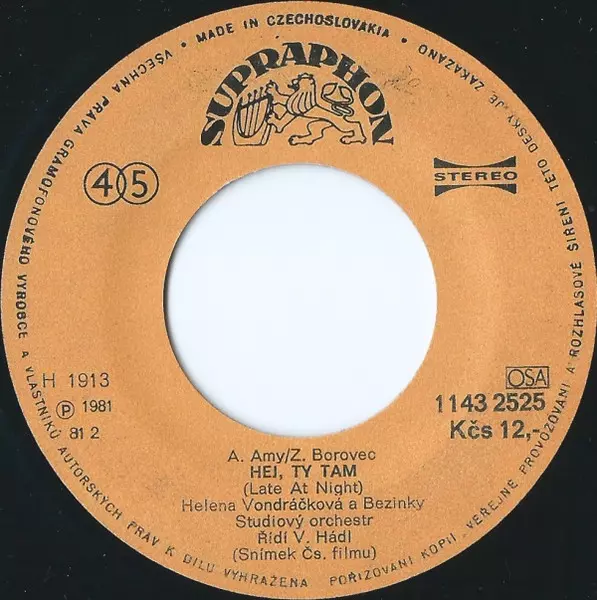 • MADE IN CZECHOSLOVAKIA •
VŠECHNA PRÁVA GRAMOFONOVÉHO VÝROBCE A VLASTNÍKŮ AUTORSKÝCH PRÁV K DÍLU VYHRAŽENA POŘIZOVÁNÍ KOPIÍ, VEŘEJNÉ PROVOZOVÁNÍ A ROZHLASOVÉ ŠÍŘENÍ TÉTO DESKY JE ZAKÁZÁNO
SUPRAPHON
45
STEREO
H 1913
Ⓟ 1981
81 2
OSA
1143 2525
Kčs 12,-
A. Amy/Z. Borovec
HEJ, TY TAM
(Late At Night)
Helena Vondráčková a Bezinky
Studiový orchestr
Řídí V. Hádl
(Snímek Čs. filmu)